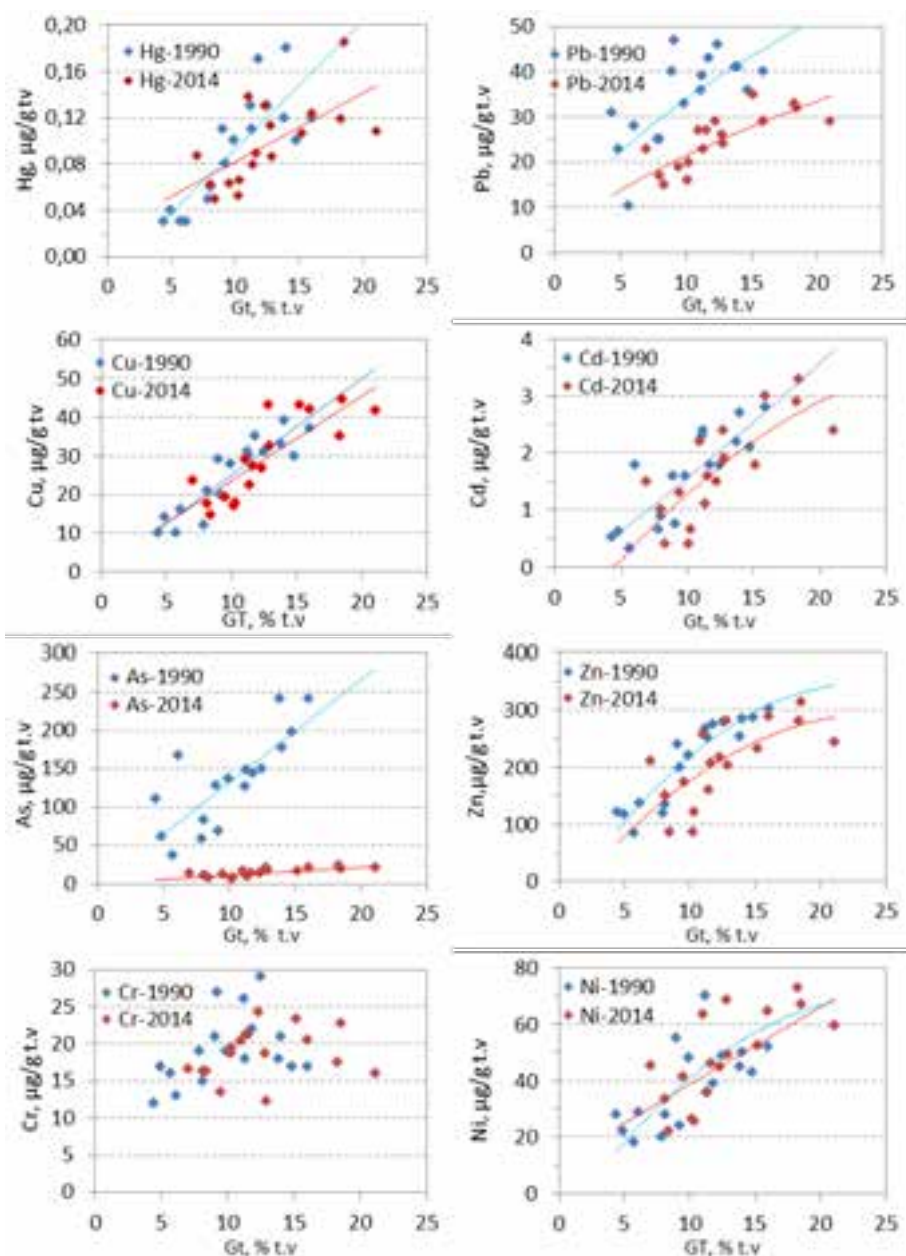 0,20
0,16
0,12
0,08
0,04
0,00
Hg, µg/g tv
Hg-1990
Hg-2014
0 5 10 15 20 25
Gt, % t.v
50
40
30
20
10
0
Pb, µg/g t.v
Pb-1990
Pb-2014
0 5 10 15 20 25
Gt, % t.v
60
50
40
30
20
10
0
Cu, µg/g tv
Cu-1990
Cu-2014
0 5 10 15 20 25
GT, % t.v
4
3
2
1
0
Cd, µg/g t.v
Cd-1990
Cd-2014
0 5 10 15 20 25
Gt, % t.v
300
250
200
150
100
50
0
As, µg/g t.v
As-1990
As-2014
0 5 10 15 20 25
Gt, % t.v
400
300
200
100
0
Zn,µg/g t.v
Zn-1990
Zn-2014
0 5 10 15 20 25
Gt, % t.v
30
25
20
15
10
5
0
Cr, µg/g t.v
Cr-1990
Cr-2014
0 5 10 15 20 25
Gt, % t.v
80
60
40
20
0
Ni, µg/g t.v
Ni-1990
Ni-2014
0 5 10 15 20 25
GT, % t.v